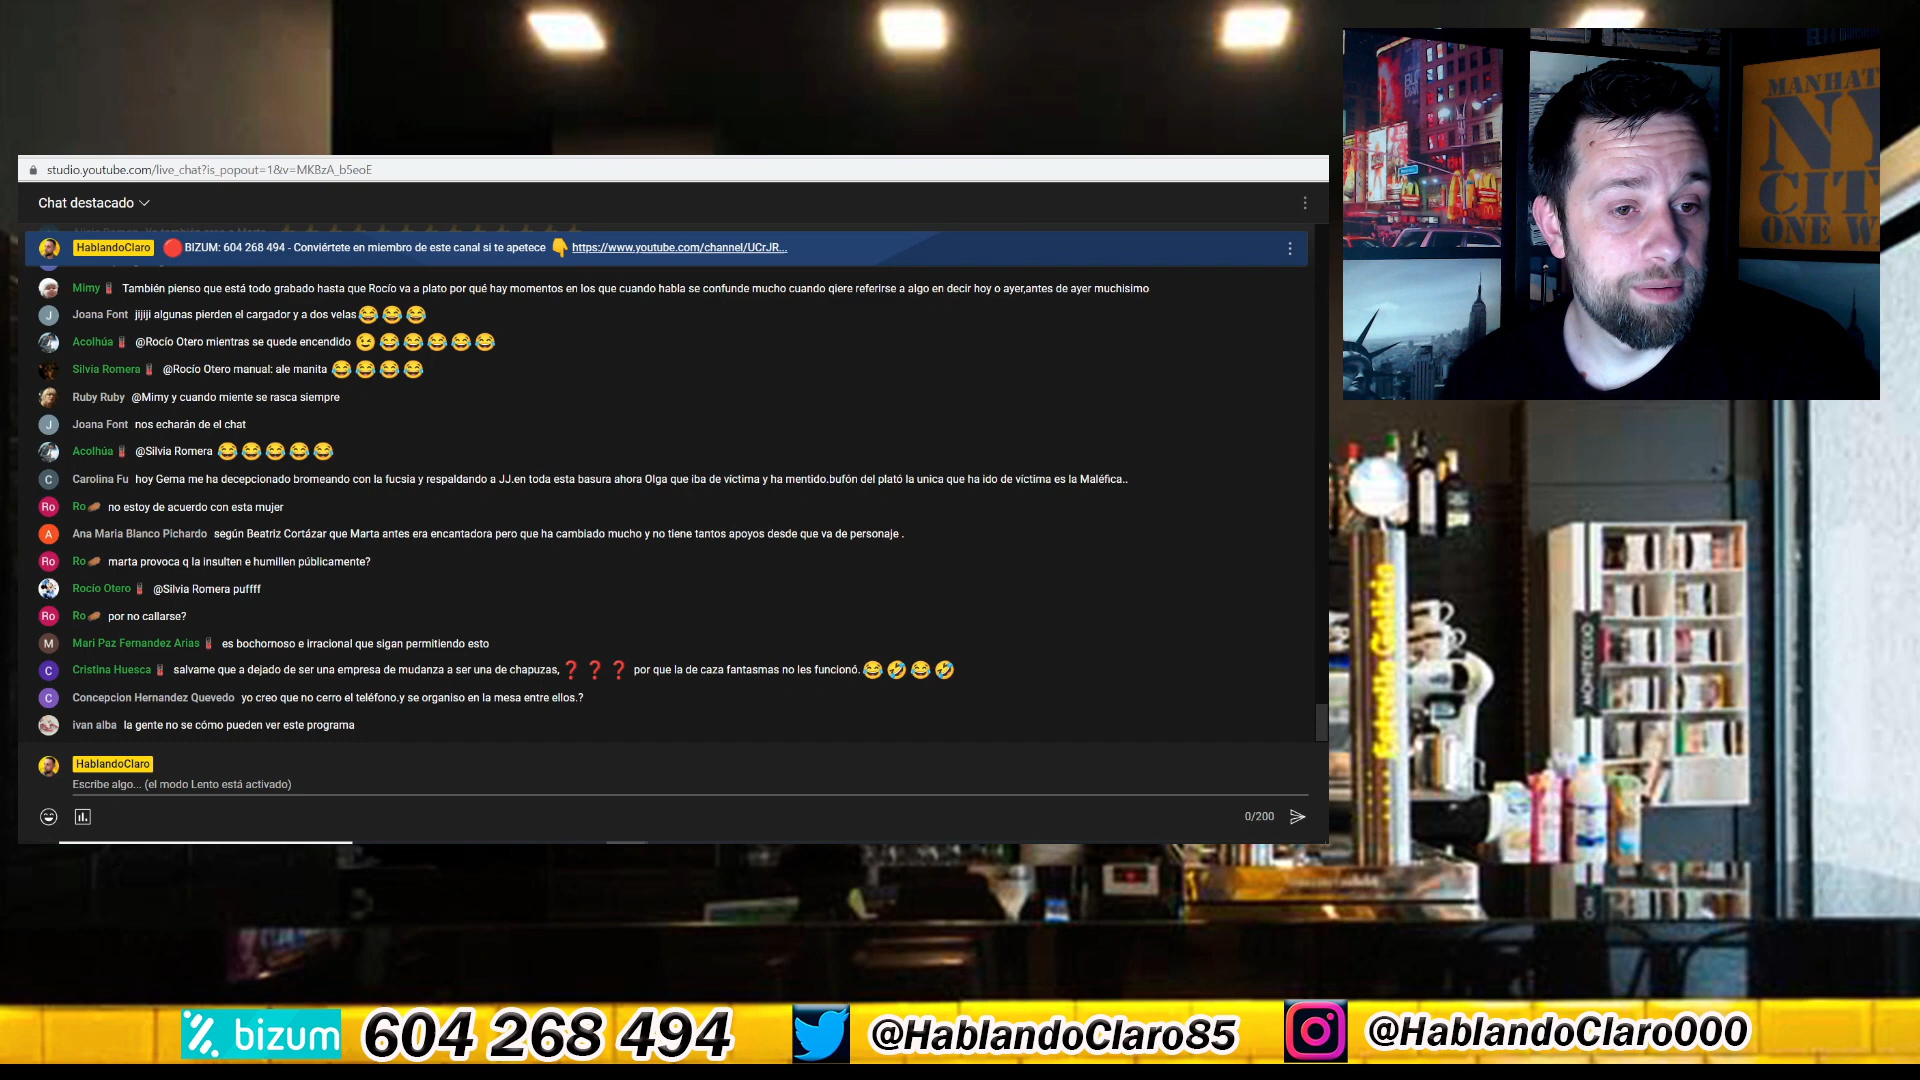 studio.youtube.com/live_chat?is_popout=1&v=MKBzA_b5eoE
Chat destacado
HablandoClaro 🔴BIZUM: 604 268 494 - Conviértete en miembro de este canal si te apetece 👇 https://www.youtube.com/channel/UCrJR...
Mimy También pienso que está todo grabado hasta que Rocío va a plato por qué hay momentos en los que cuando habla se confunde mucho cuando qiere referirse a algo en decir hoy o ayer,antes de ayer muchisimo
Joana Font jijiji algunas pierden el cargador y a dos velas😂😂😂
Acolhúa @Rocío Otero mientras se quede encendido 😉😂😂😂😂😂
Silvia Romera @Rocío Otero manual: ale manita 😂😂😂😂
Ruby Ruby @Mimy y cuando miente se rasca siempre
Joana Font nos echarán de el chat
Acolhúa @Silvia Romera 😂😂😂😂😂
Carolina Fu hoy Gema me ha decepcionado bromeando con la fucsia y respaldando a JJ.en toda esta basura ahora Olga que iba de víctima y ha mentido.bufón del plató la unica que ha ido de víctima es la Maléfica..
Ro no estoy de acuerdo con esta mujer
Ana Maria Blanco Pichardo según Beatriz Cortázar que Marta antes era encantadora pero que ha cambiado mucho y no tiene tantos apoyos desde que va de personaje .
Ro marta provoca q la insulten e humillen públicamente?
Rocío Otero @Silvia Romera puffff
Ro por no callarse?
Mari Paz Fernandez Arias es bochornoso e irracional que sigan permitiendo esto
Cristina Huesca salvame que a dejado de ser una empresa de mudanza a ser una de chapuzas,❓❓❓ por que la de caza fantasmas no les funcionó.😂🤣😂🤣
Concepcion Hernandez Quevedo yo creo que no cerro el teléfono.y se organiso en la mesa entre ellos.?
ivan alba la gente no se cómo pueden ver este programa
HablandoClaro
Escribe algo... (el modo Lento está activado)
0/200
MANHAT
NY
CIT
ONE W
Estrella Galicia
MONTECELO
bizum 604 268 494 @HablandoClaro85 @HablandoClaro000